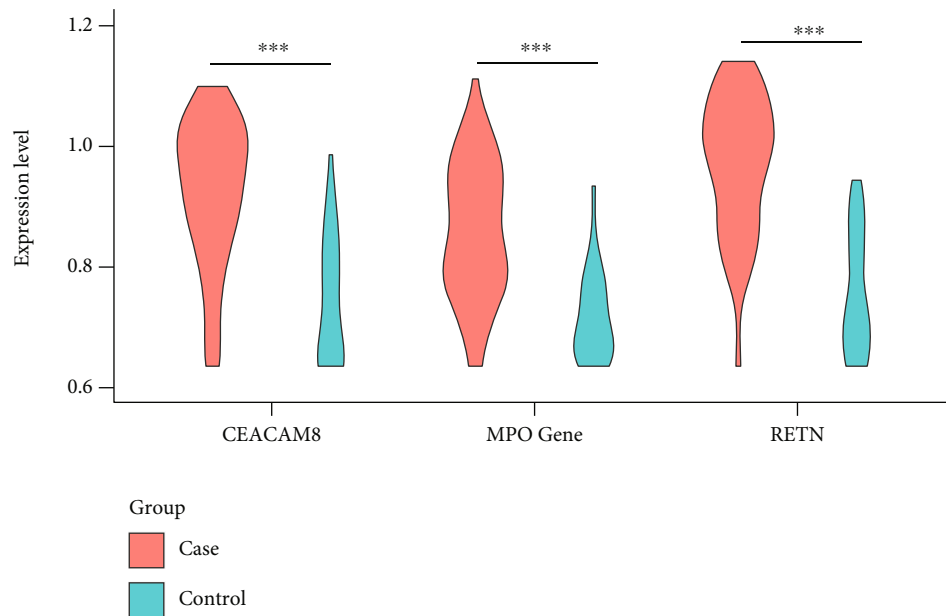 1.2
1.0
0.8
0.6
Expression level
***
***
***
CEACAM8
MPO Gene
RETN
Group
Case
Control